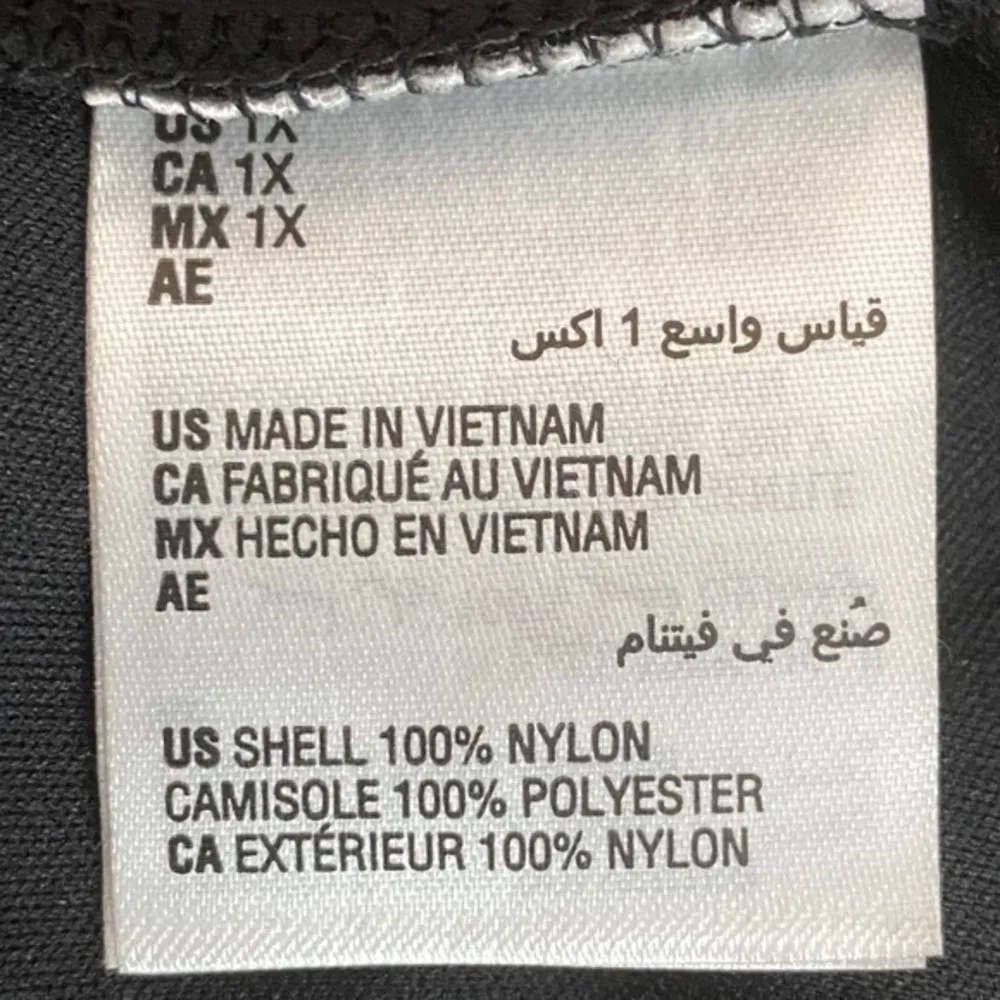 US 1X
CA 1X
MX 1X
AE
قياس واسع 1 اكس
US MADE IN VIETNAM
CA FABRIQUÉ AU VIETNAM
MX HECHO EN VIETNAM
AE
صُنع في فيتنام
US SHELL 100% NYLON
CAMISOLE 100% POLYESTER
CA EXTÉRIEUR 100% NYLON